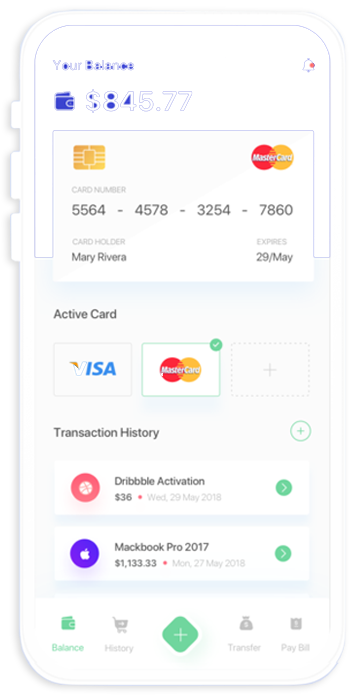 Your Balance
$845.77
MasterCard
CARD NUMBER
5564 - 4578 - 3254 - 7860
CARD HOLDER EXPIRES
Mary Rivera 29/May
Active Card
VISA MasterCard +
Transaction History +
Dribbble Activation
$36 • Wed, 29 May 2018
Mackbook Pro 2017
$1,133.33 • Mon, 27 May 2018
Balance History Transfer Pay Bill